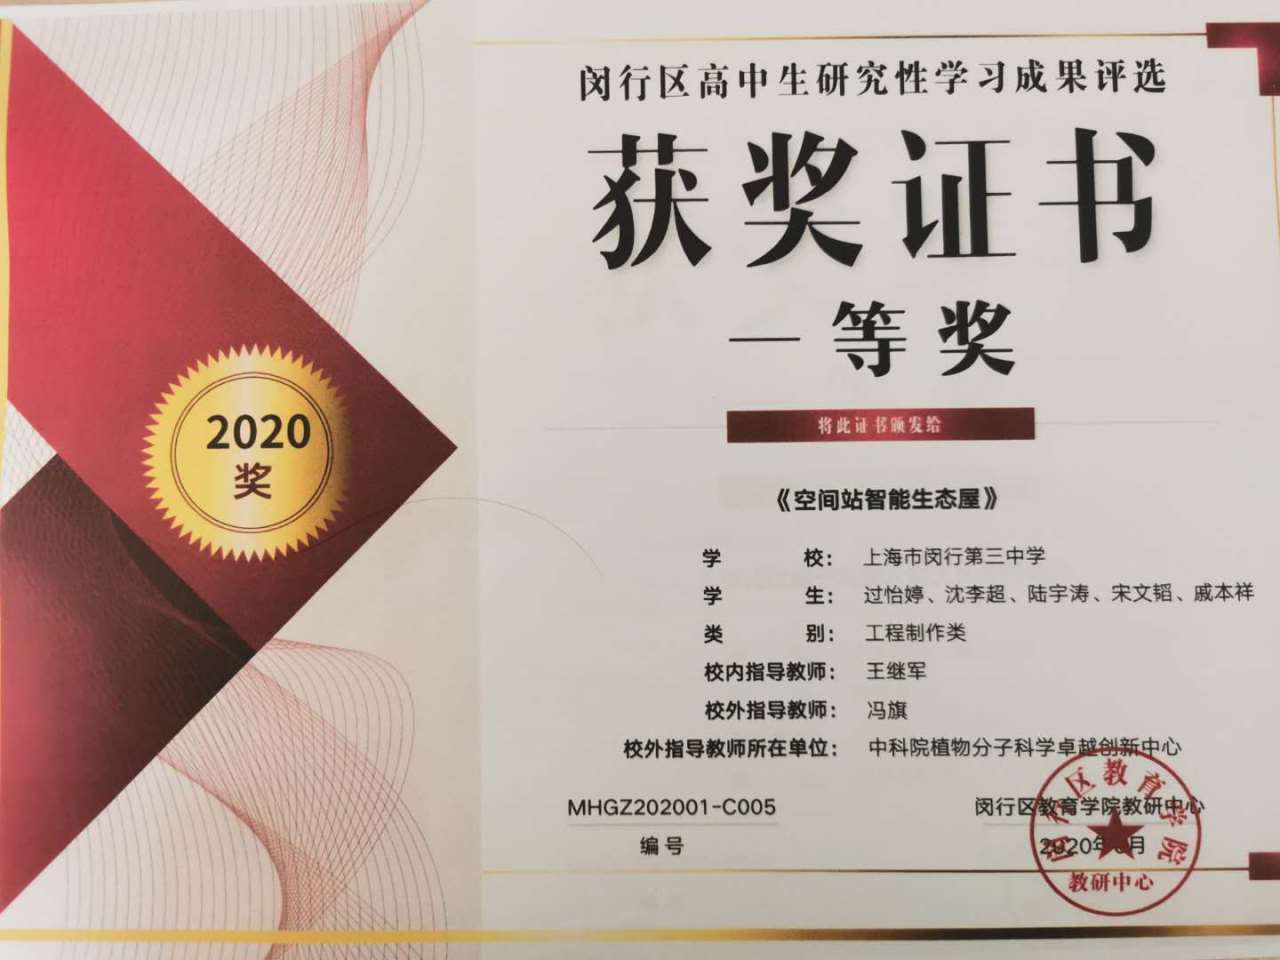 闵行区高中生研究性学习成果评选
获奖证书
一等奖
将此证书颁发给
2020
奖
《空间站智能生态屋》
学校：上海市闵行第三中学
学生：过怡婷、沈李超、陆宇涛、宋文韬、戚本祥
类别：工程制作类
校内指导教师：王继军
校外指导教师：冯旗
校外指导教师所在单位：中科院植物分子科学卓越创新中心
MHGZ202001-C005
编号
闵行区教育学院教研中心
2020年 月
闵行区教育学院
教研中心